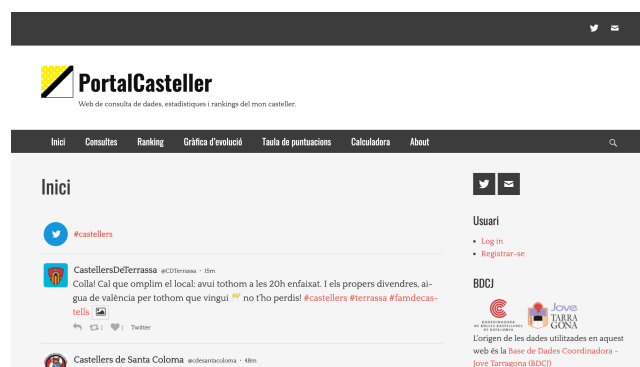 PortalCasteller
Web de consulta de dades, estadistiques i rankings del mon casteller.
Inici Consultes Ranking Gràfica d'evolució Taula de puntuacions Calculadora About
Inici
#castellers
CastellersDeTerrassa @CDTerrassa · 15m
Colla! Cal que omplim el local: avui tothom a les 20h enfaixat. I els propers divendres, ai-
gua de valència per tothom que vingui no t'ho perdis! #castellers #terrassa #famdecas-
tells
1 1 Twitter
Castellers de Santa Coloma @cdesantacoloma · 48m
Usuari
Log in
Registrar-se
BDCJ
COORDINADORA
DE COLLES CASTELLERES
DE CATALUNYA
Jove
TARRA
GONA
L'origen de les dades utilitzades en aquest
web és la Base de Dades Coordinadora -
Jove Tarragona (BDCJ)